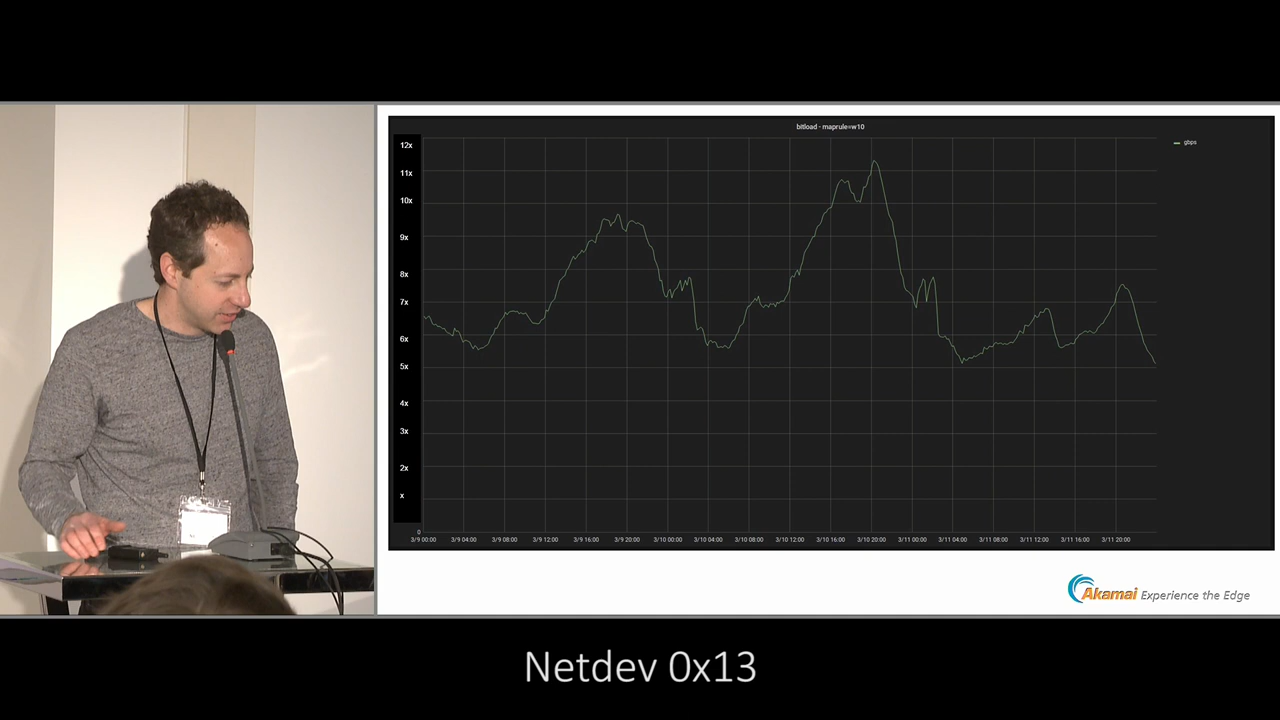 bitload - maprule=w10
gbps
12x
11x
10x
9x
8x
7x
6x
5x
4x
3x
2x
x
0
3/9 00:00 3/9 04:00 3/9 08:00 3/9 12:00 3/9 16:00 3/9 20:00 3/10 00:00 3/10 04:00 3/10 08:00 3/10 12:00 3/10 16:00 3/10 20:00 3/11 00:00 3/11 04:00 3/11 08:00 3/11 12:00 3/11 16:00 3/11 20:00
Akamai Experience the Edge
Netdev 0x13